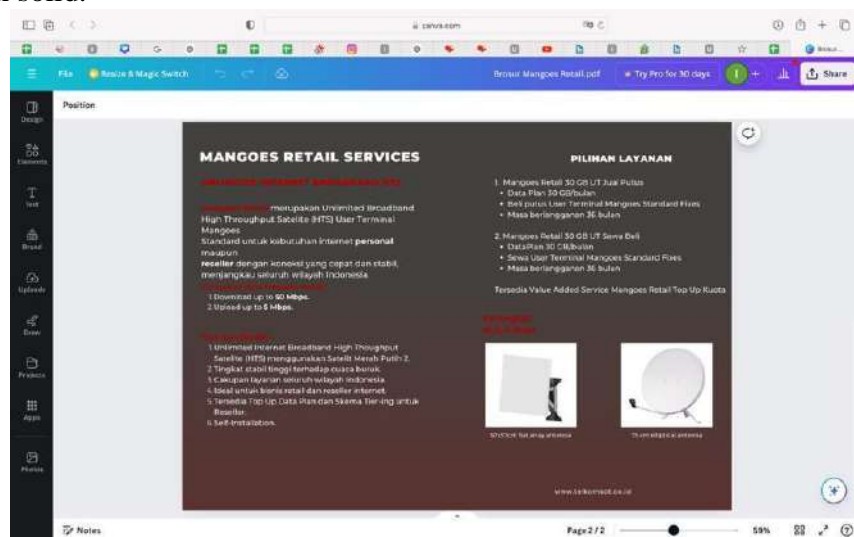 canva.com
File
Resize & Magic Switch
Brosur Mangoes Retail.pdf
Try Pro for 30 days
Share
Position
Design
Elements
Text
Brand
Uploads
Draw
Projects
Apps
Photos
MANGOES RETAIL SERVICES
merupakan Unlimited Broadband
High Throughput Satelite (HTS) User Terminal
Mangoes
Standard untuk kebutuhan internet personal
maupun
reseller dengan koneksi yang cepat dan stabil,
menjangkau seluruh wilayah Indonesia
1. Download up to 50 Mbps.
2. Upload up to 5 Mbps.
1. Unlimited Internet Broadband High Thoughput
Satelite (HTS) menggunakan Satelit Merah Putih 2.
2. Tingkat stabil tinggi terhadap cuaca buruk.
3. Cakupan layanan seluruh wilayah Indonesia
4. Ideal untuk bisnis retail dan reseller internet.
5. Tersedia Top Up Data Plan dan Skema Tier-ing untuk
Reseller.
6. Self-Installation.
PILIHAN LAYANAN
1. Mangoes Retail 30 GB UT Jual Putus
• Data Plan 30 GB/bulan
• Beli putus User Terminal Mangoes Standard Fixes
• Masa berlangganan 36 bulan
2. Mangoes Retail 30 GB UT Sewa Beli
• DataPlan 30 GB/bulan
• Sewa User Terminal Mangoes Standard Fixes
• Masa berlangganan 36 bulan
Tersedia Value Added Service Mangoes Retail Top Up Kuota
www.telkomsat.co.id
Notes
Page 2 / 2
59%